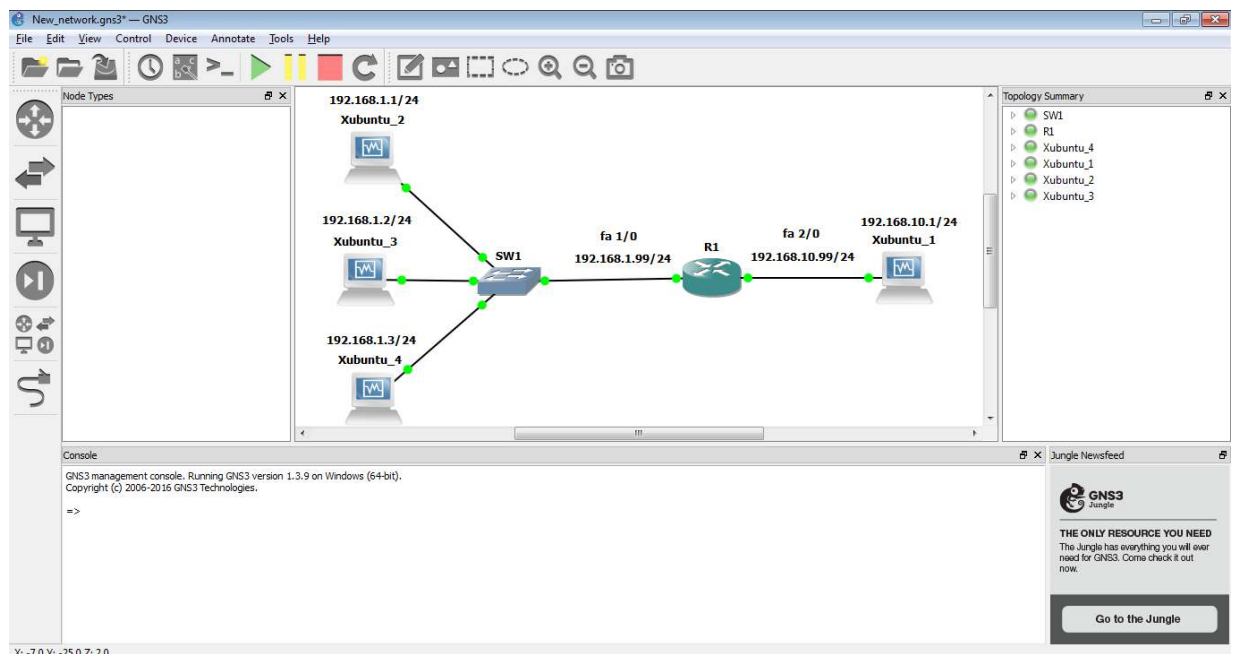 New_network.gns3* — GNS3
File Edit View Control Device Annotate Tools Help
Node Types
192.168.1.1/24
Xubuntu_2
192.168.1.2/24
Xubuntu_3
SW1
fa 1/0
192.168.1.99/24
R1
fa 2/0
192.168.10.99/24
192.168.10.1/24
Xubuntu_1
192.168.1.3/24
Xubuntu_4
Topology Summary
SW1
R1
Xubuntu_4
Xubuntu_1
Xubuntu_2
Xubuntu_3
Console
GNS3 management console. Running GNS3 version 1.3.9 on Windows (64-bit).
Copyright (c) 2006-2016 GNS3 Technologies.
=>
Jungle Newsfeed
GNS3
Jungle
THE ONLY RESOURCE YOU NEED
The Jungle has everything you will ever
need for GNS3. Come check it out
now.
Go to the Jungle
X: -7.0 Y: -25.0 Z: 2.0